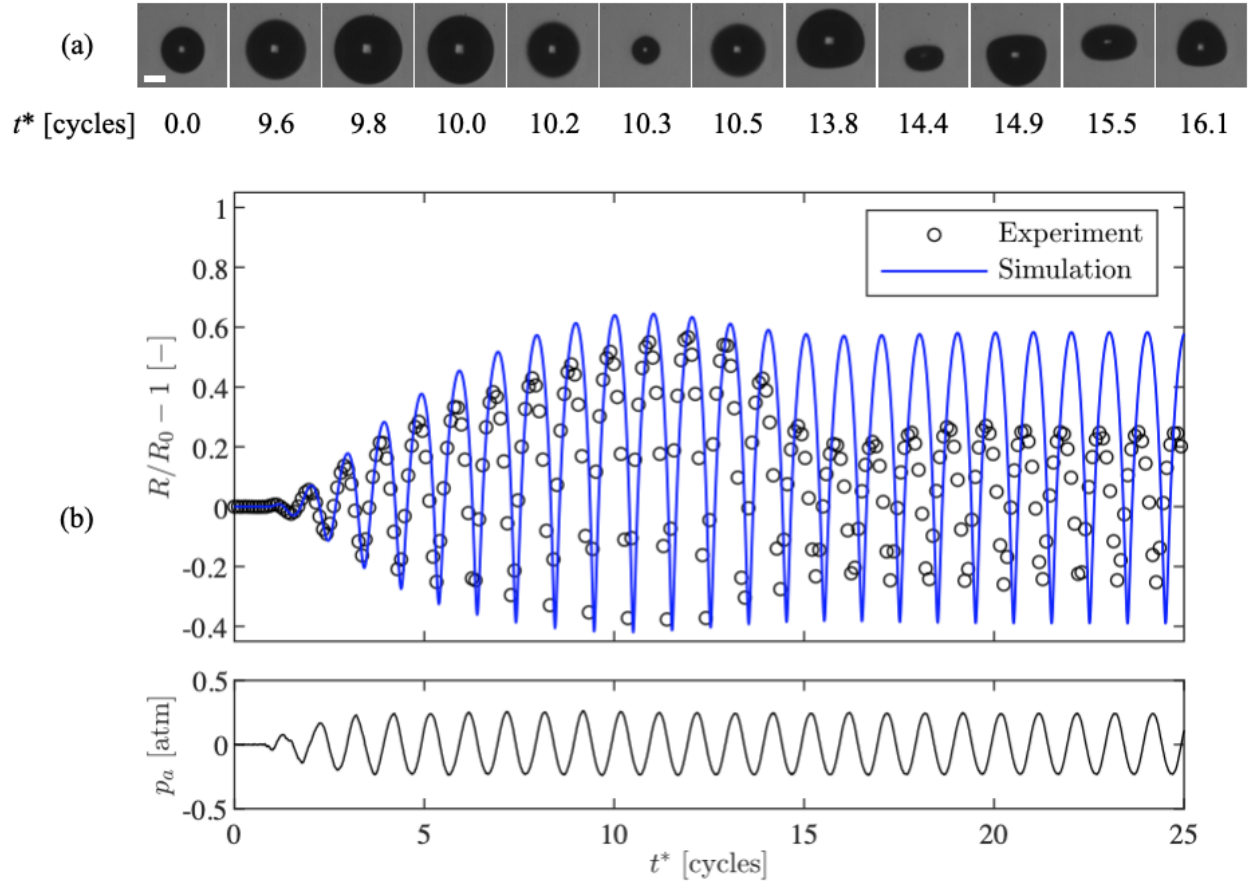 (a)
t* [cycles] 0.0 9.6 9.8 10.0 10.2 10.3 10.5 13.8 14.4 14.9 15.5 16.1
(b)
R/R₀ − 1 [−]
1
0.8
0.6
0.4
0.2
0
-0.2
-0.4
Experiment
Simulation
pₐ [atm]
0.5
0
-0.5
0 5 10 15 20 25
t* [cycles]